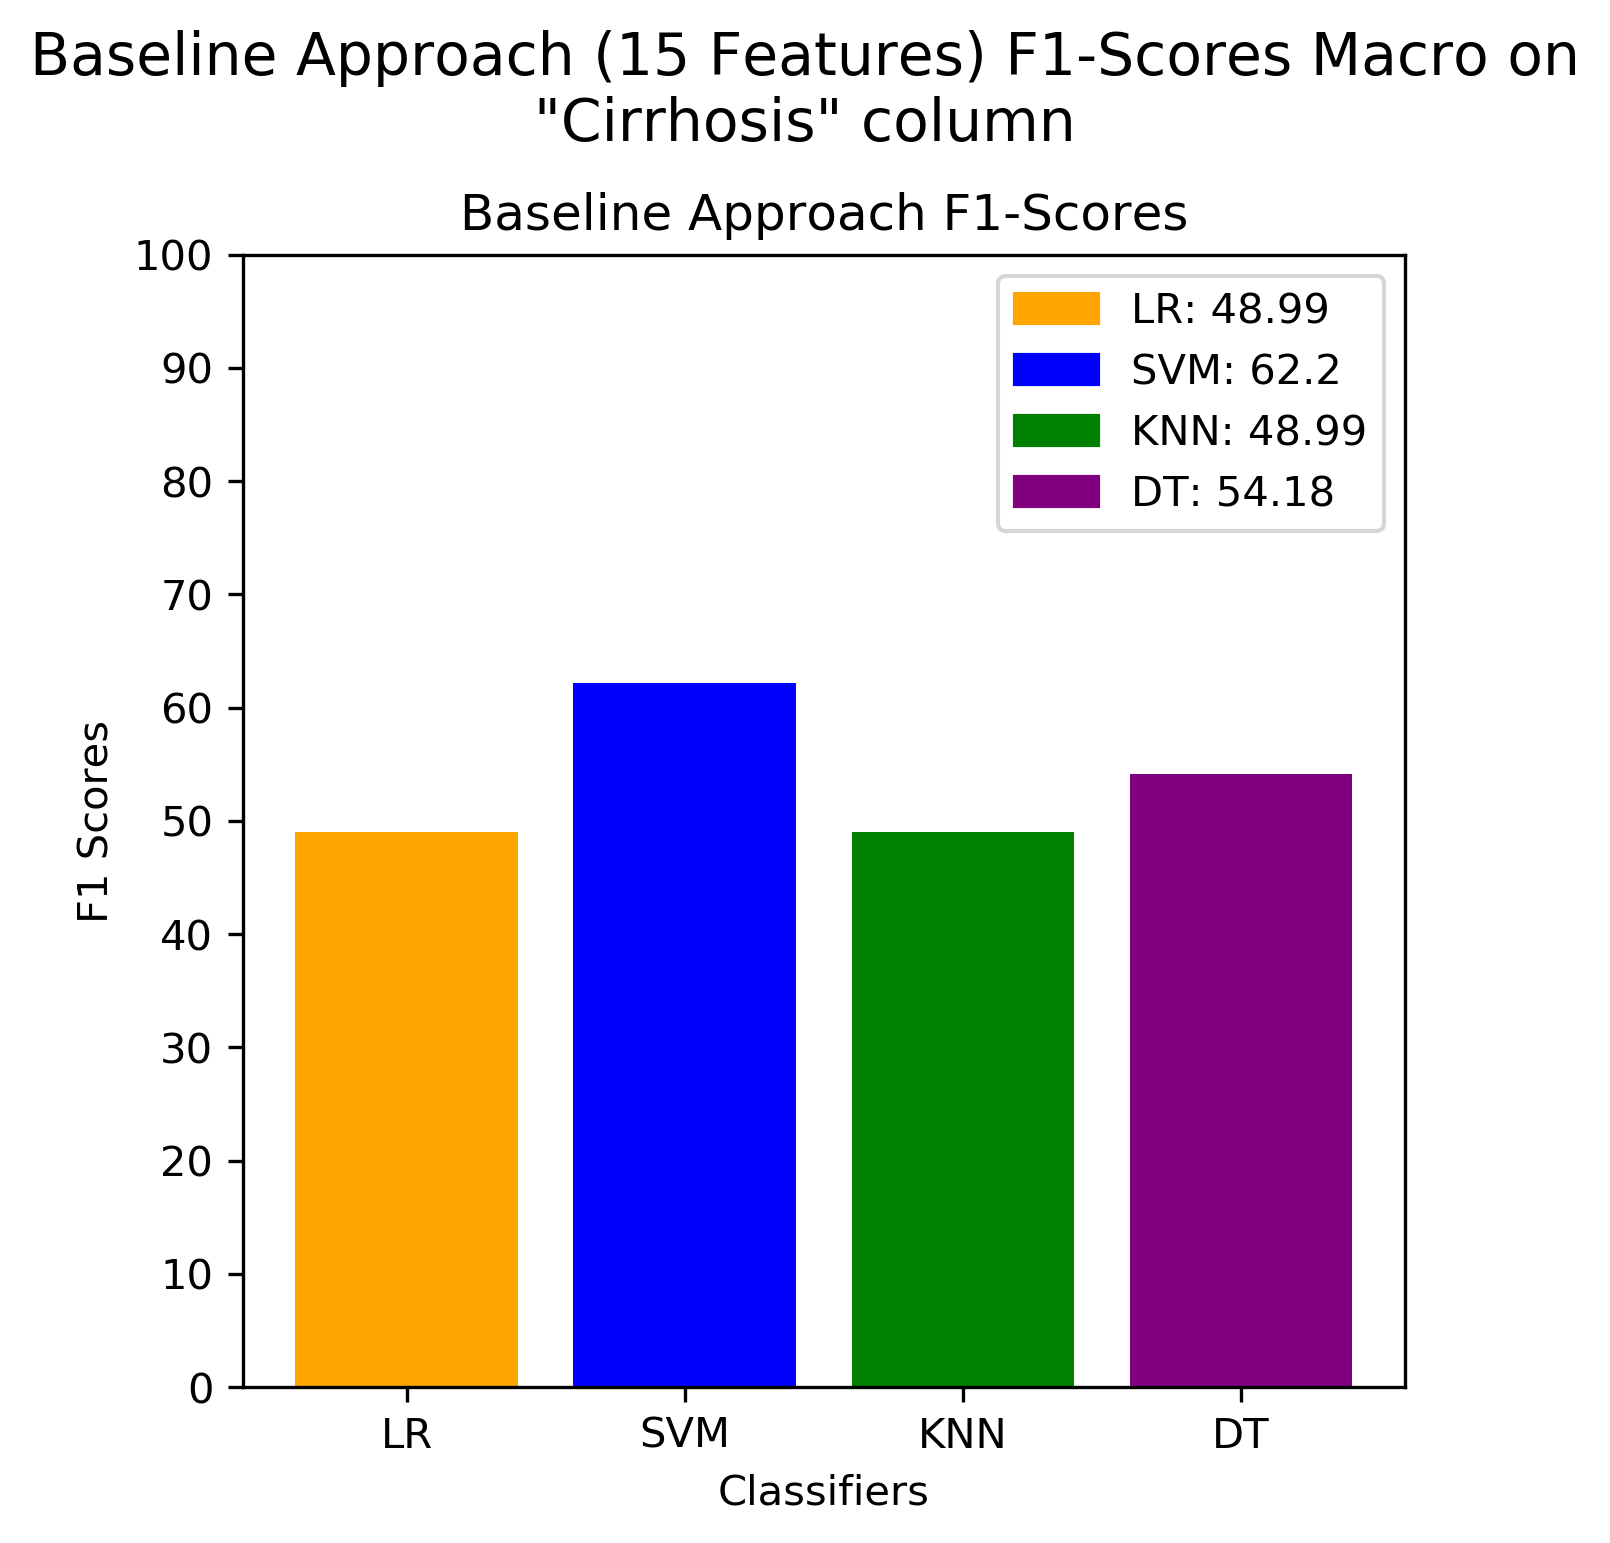 Baseline Approach (15 Features) F1-Scores Macro on
"Cirrhosis" column
Baseline Approach F1-Scores
100
90
80
70
60
50
40
30
20
10
0
F1 Scores
LR: 48.99
SVM: 62.2
KNN: 48.99
DT: 54.18
LR
SVM
KNN
DT
Classifiers